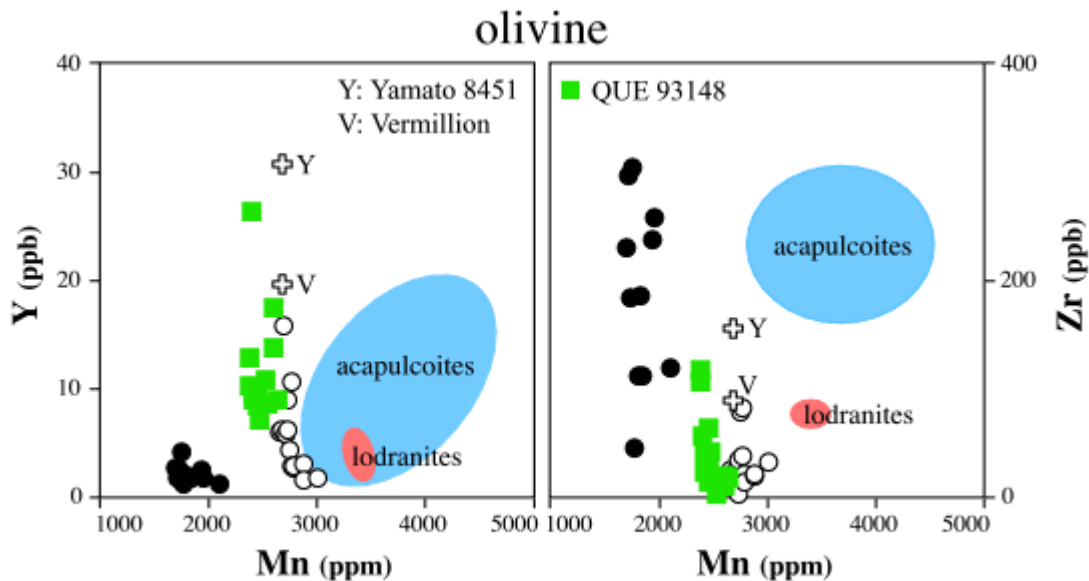 olivine
40
30
20
10
0
Y (ppb)
Y: Yamato 8451
V: Vermillion
Y
V
acapulcoites
lodranites
1000 2000 3000 4000 5000
Mn (ppm)
QUE 93148
acapulcoites
Y
V
lodranites
400
200
0
Zr (ppb)
1000 2000 3000 4000 5000
Mn (ppm)